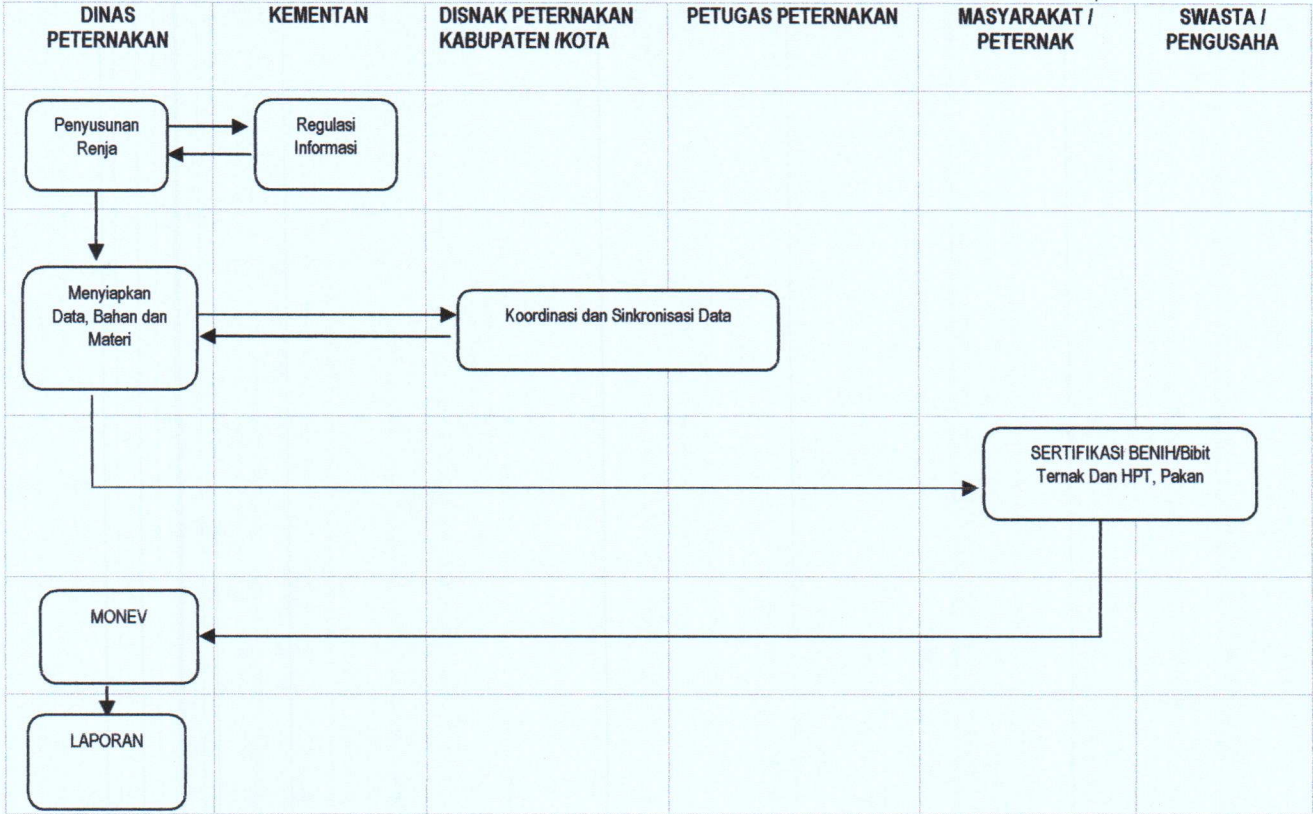 DINAS
PETERNAKAN
KEMENTAN
DISNAK PETERNAKAN
KABUPATEN /KOTA
PETUGAS PETERNAKAN
MASYARAKAT /
PETERNAK
SWASTA /
PENGUSAHA
Penyusunan
Renja
Regulasi
Informasi
Menyiapkan
Data, Bahan dan
Materi
Koordinasi dan Sinkronisasi Data
SERTIFIKASI BENIH/Bibit
Ternak Dan HPT, Pakan
MONEV
LAPORAN